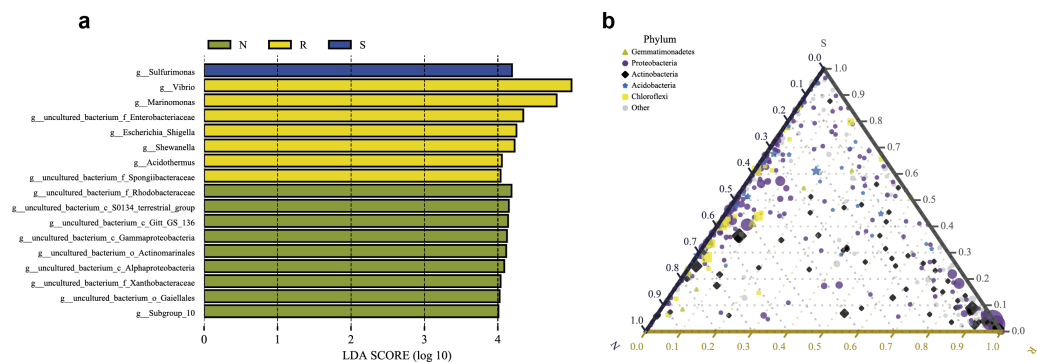 a
N R S
g__Sulfurimonas
g__Vibrio
g__Marinomonas
g__uncultured_bacterium_f_Enterobacteriaceae
g__Escherichia_Shigella
g__Shewanella
g__Acidothermus
g__uncultured_bacterium_f_Spongiibacteraceae
g__uncultured_bacterium_f_Rhodobacteraceae
g__uncultured_bacterium_c_S0134_terrestrial_group
g__uncultured_bacterium_c_Gitt_GS_136
g__uncultured_bacterium_c_Gammaproteobacteria
g__uncultured_bacterium_o_Actinomarinales
g__uncultured_bacterium_c_Alphaproteobacteria
g__uncultured_bacterium_f_Xanthobacteraceae
g__uncultured_bacterium_o_Gaiellales
g__Subgroup_10
0 1 2 3 4
LDA SCORE (log 10)
b
Phylum
Gemmatimonadetes
Proteobacteria
Actinobacteria
Acidobacteria
Chloroflexi
Other
S
0.0
0.1
0.2
0.3
0.4
0.5
0.6
0.7
0.8
0.9
1.0
1.0
0.9
0.8
0.7
0.6
0.5
0.4
0.3
0.2
0.1
0.0
N
0.0 0.1 0.2 0.3 0.4 0.5 0.6 0.7 0.8 0.9 1.0
R